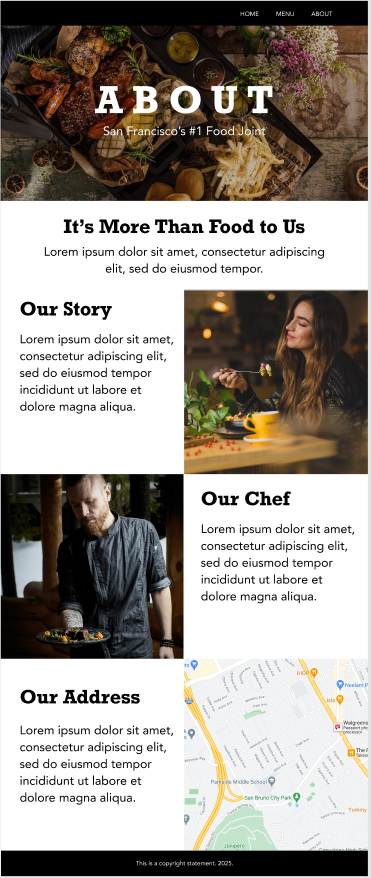 HOME MENU ABOUT
ABOUT
San Francisco's #1 Food Joint
It's More Than Food to Us
Lorem ipsum dolor sit amet, consectetur adipiscing
elit, sed do eiusmod tempor.
Our Story
Lorem ipsum dolor sit amet,
consectetur adipiscing elit,
sed do eiusmod tempor
incididunt ut labore et
dolore magna aliqua.
Our Chef
Lorem ipsum dolor sit amet,
consectetur adipiscing elit,
sed do eiusmod tempor
incididunt ut labore et
dolore magna aliqua.
Our Address
Lorem ipsum dolor sit amet,
consectetur adipiscing elit,
sed do eiusmod tempor
incididunt ut labore et
dolore magna aliqua.
IHOP
Neelam
Isla
Walgreens
The
Middle School
San Bruno City Park
Yummy
This is a copyright statement. 2025.